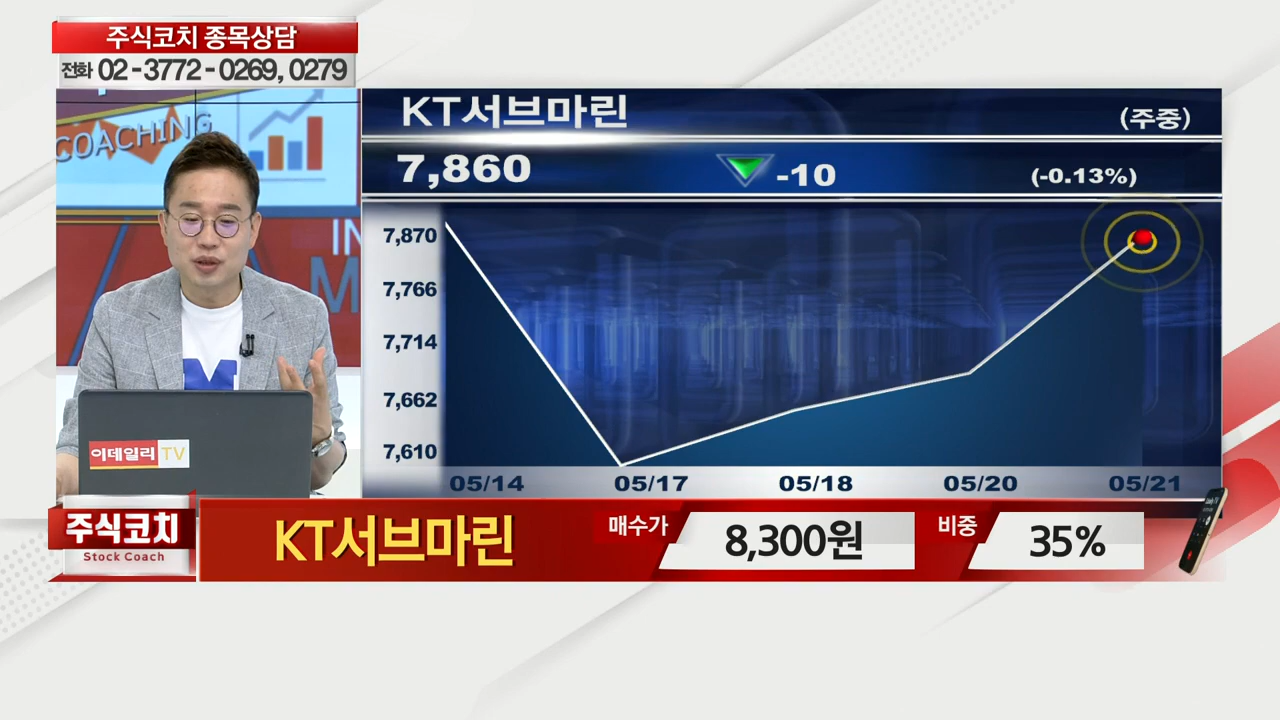 주식코치 종목상담
전화 02-3772-0269, 0279
COACHING
IN
M
이데일리 TV
KT서브마린
(주중)
7,860
-10
(-0.13%)
7,870
7,766
7,714
7,662
7,610
05/14
05/17
05/18
05/20
05/21
주식코치
Stock Coach
KT서브마린
매수가
8,300원
비중
35%